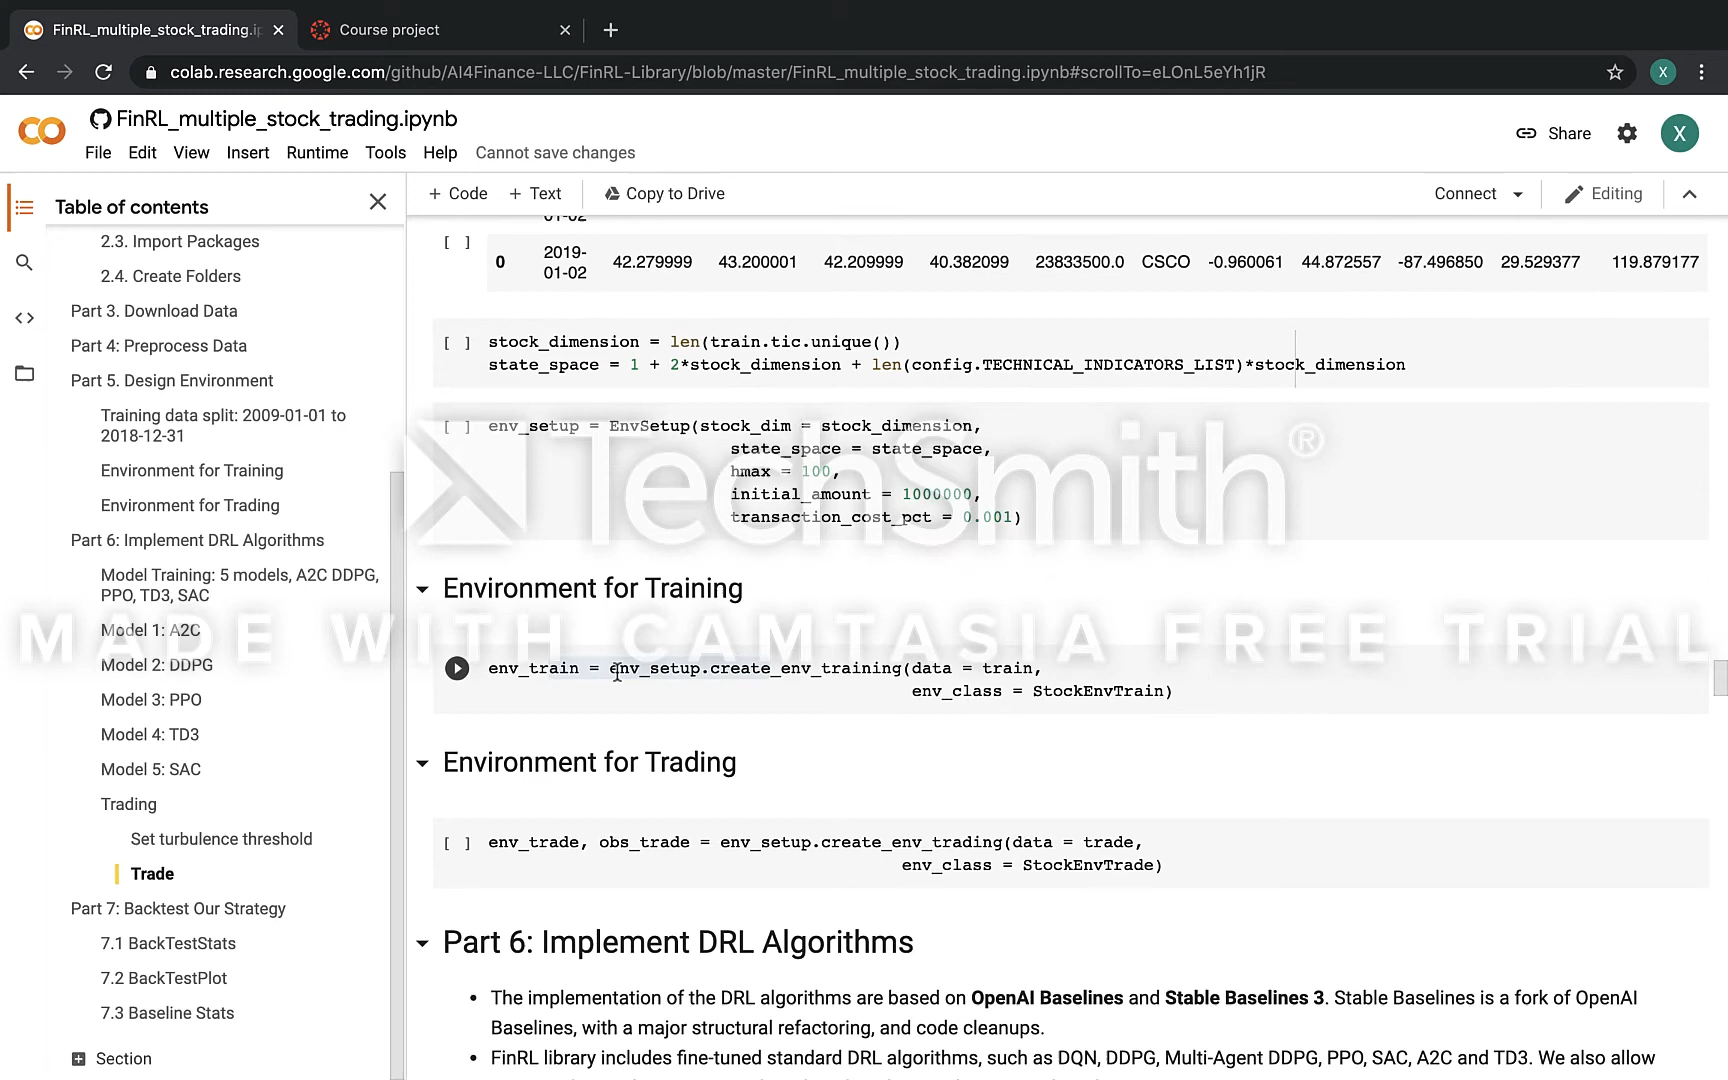 FinRL_multiple_stock_trading.ip
Course project
colab.research.google.com/github/AI4Finance-LLC/FinRL-Library/blob/master/FinRL_multiple_stock_trading.ipynb#scrollTo=eLOnL5eYh1jR
X
FinRL_multiple_stock_trading.ipynb
Share
X
File Edit View Insert Runtime Tools Help Cannot save changes
Table of contents
+ Code + Text Copy to Drive
Connect Editing
2.3. Import Packages
2.4. Create Folders
Part 3. Download Data
Part 4: Preprocess Data
Part 5. Design Environment
Training data split: 2009-01-01 to
2018-12-31
Environment for Training
Environment for Trading
Part 6: Implement DRL Algorithms
Model Training: 5 models, A2C DDPG,
PPO, TD3, SAC
Model 1: A2C
Model 2: DDPG
Model 3: PPO
Model 4: TD3
Model 5: SAC
Trading
Set turbulence threshold
Trade
Part 7: Backtest Our Strategy
7.1 BackTestStats
7.2 BackTestPlot
7.3 Baseline Stats
Section
01-02
[ ] 0 2019-
01-02 42.279999 43.200001 42.209999 40.382099 23833500.0 CSCO -0.960061 44.872557 -87.496850 29.529377 119.879177
[ ] stock_dimension = len(train.tic.unique())
state_space = 1 + 2*stock_dimension + len(config.TECHNICAL_INDICATORS_LIST)*stock_dimension
[ ] env_setup = EnvSetup(stock_dim = stock_dimension,
state_space = state_space,
hmax = 100,
initial_amount = 1000000,
transaction_cost_pct = 0.001)
TechSmith®
Environment for Training
MADE WITH CAMTASIA FREE TRIAL
env_train = env_setup.create_env_training(data = train,
env_class = StockEnvTrain)
Environment for Trading
[ ] env_trade, obs_trade = env_setup.create_env_trading(data = trade,
env_class = StockEnvTrade)
Part 6: Implement DRL Algorithms
• The implementation of the DRL algorithms are based on OpenAI Baselines and Stable Baselines 3. Stable Baselines is a fork of OpenAI
Baselines, with a major structural refactoring, and code cleanups.
• FinRL library includes fine-tuned standard DRL algorithms, such as DQN, DDPG, Multi-Agent DDPG, PPO, SAC, A2C and TD3. We also allow